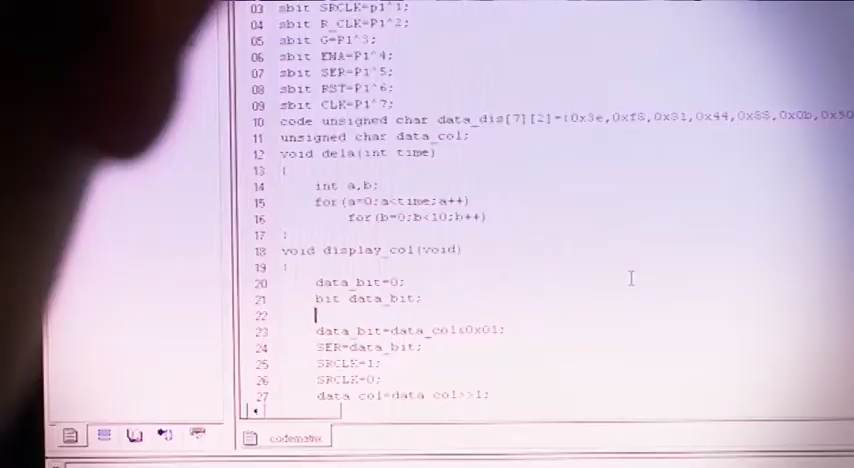 03 sbit SRCLK=p1^1;
04 sbit R_CLK=P1^2;
05 sbit G=P1^3;
06 sbit ENA=P1^4;
07 sbit SER=P1^5;
08 sbit RST=P1^6;
09 sbit CLK=P1^7;
10 code unsigned char data_dis[7][2]={0x3e,0xf8,0x81,0x44,0x88,0x0b,0x50
11 unsigned char data_col;
12 void dela(int time)
13 {
14 int a,b;
15 for(a=0;a<time;a++)
16 for(b=0;b<10;b++)
17 }
18 void display_col(void)
19 {
20 data_bit=0;
21 bit data_bit;
22
23 data_bit=data_col&0x01;
24 SER=data_bit;
25 SRCLK=1;
26 SRCLK=0;
27 data_col=data_col>>1;
codematrix